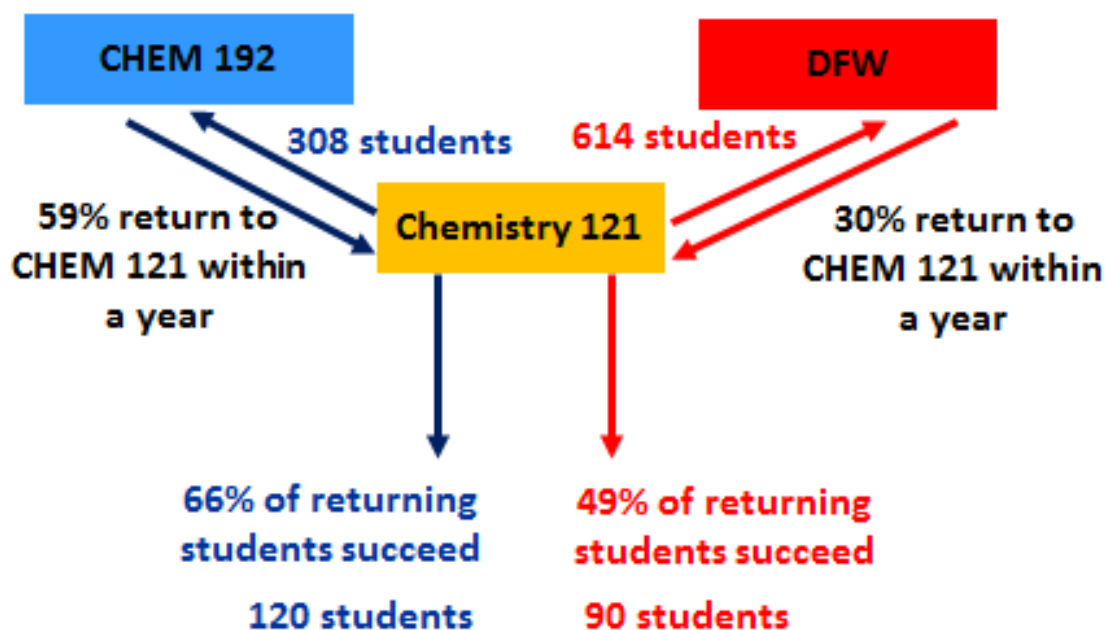 CHEM 192
DFW
308 students
614 students
59% return to
CHEM 121 within
a year
Chemistry 121
30% return to
CHEM 121 within
a year
66% of returning
students succeed
49% of returning
students succeed
120 students
90 students